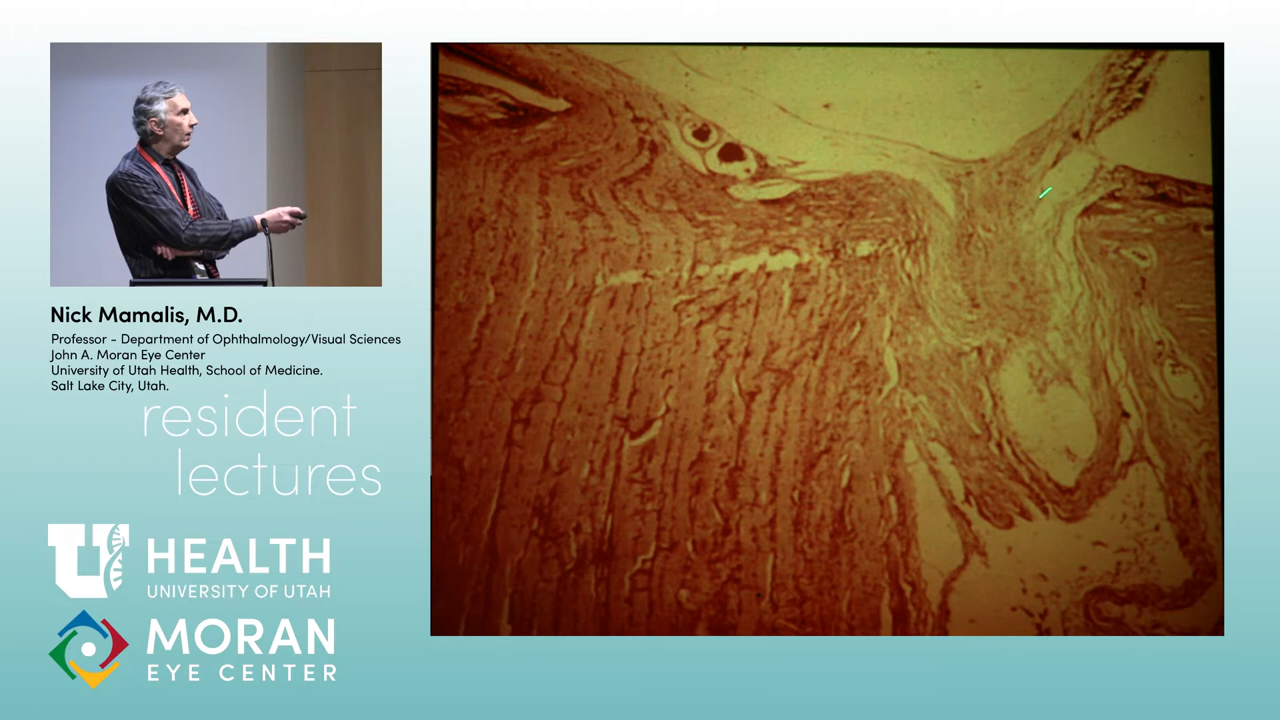 Nick Mamalis, M.D.
Professor - Department of Ophthalmology/Visual Sciences
John A. Moran Eye Center
University of Utah Health, School of Medicine.
Salt Lake City, Utah.
resident
lectures
U HEALTH
UNIVERSITY OF UTAH
MORAN
EYE CENTER